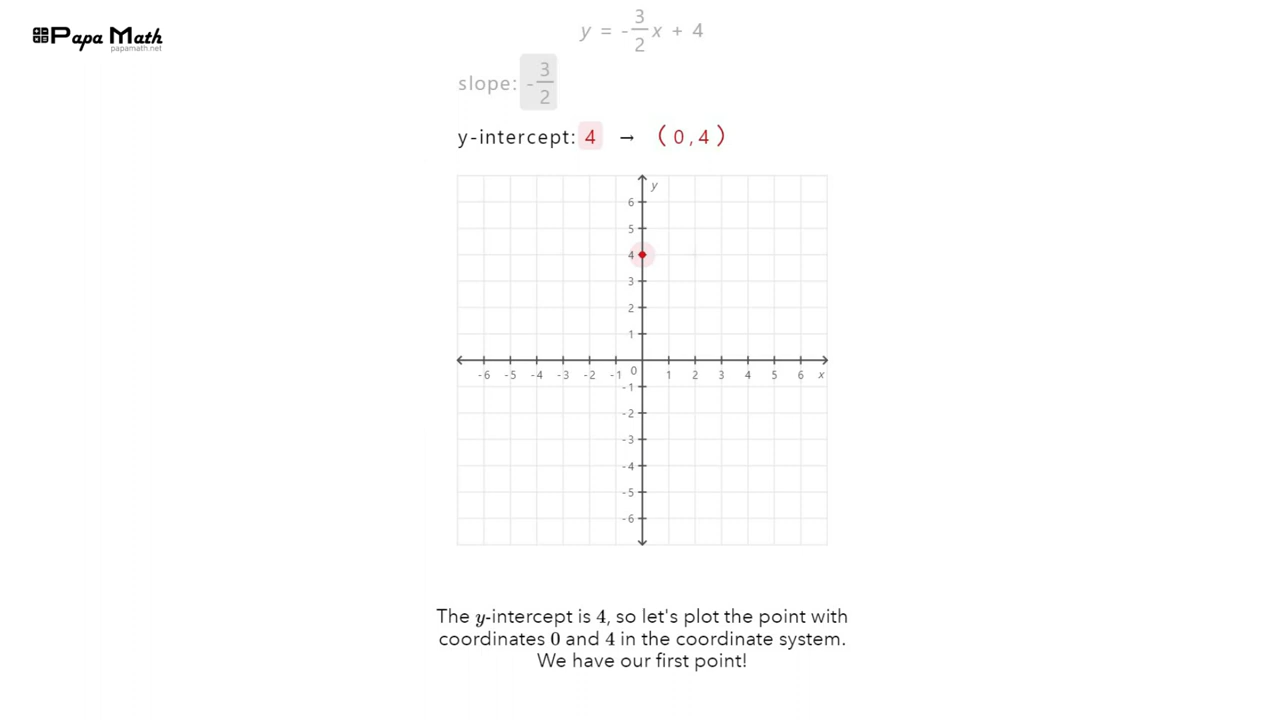 Papa Math
papamath.net
y = -3/2x + 4
slope: -3/2
y-intercept: 4 → (0,4)
y
6
5
4
3
2
1
-6 -5 -4 -3 -2 -1 0 1 2 3 4 5 6 x
-1
-2
-3
-4
-5
-6
The y-intercept is 4, so let's plot the point with
coordinates 0 and 4 in the coordinate system.
We have our first point!